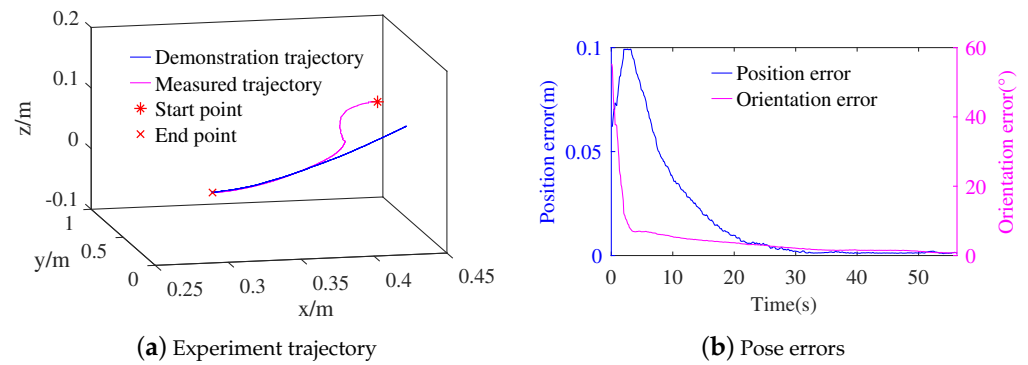 0.2
0.1
0
-0.1
z/m
Demonstration trajectory
Measured trajectory
Start point
End point
1
0.5
0
y/m
0.25
0.3
0.35
0.4
0.45
x/m
(a) Experiment trajectory
0.1
0.05
0
Position error(m)
Position error
Orientation error
60
40
20
0
Orientation error(°)
0
10
20
30
40
50
Time(s)
(b) Pose errors